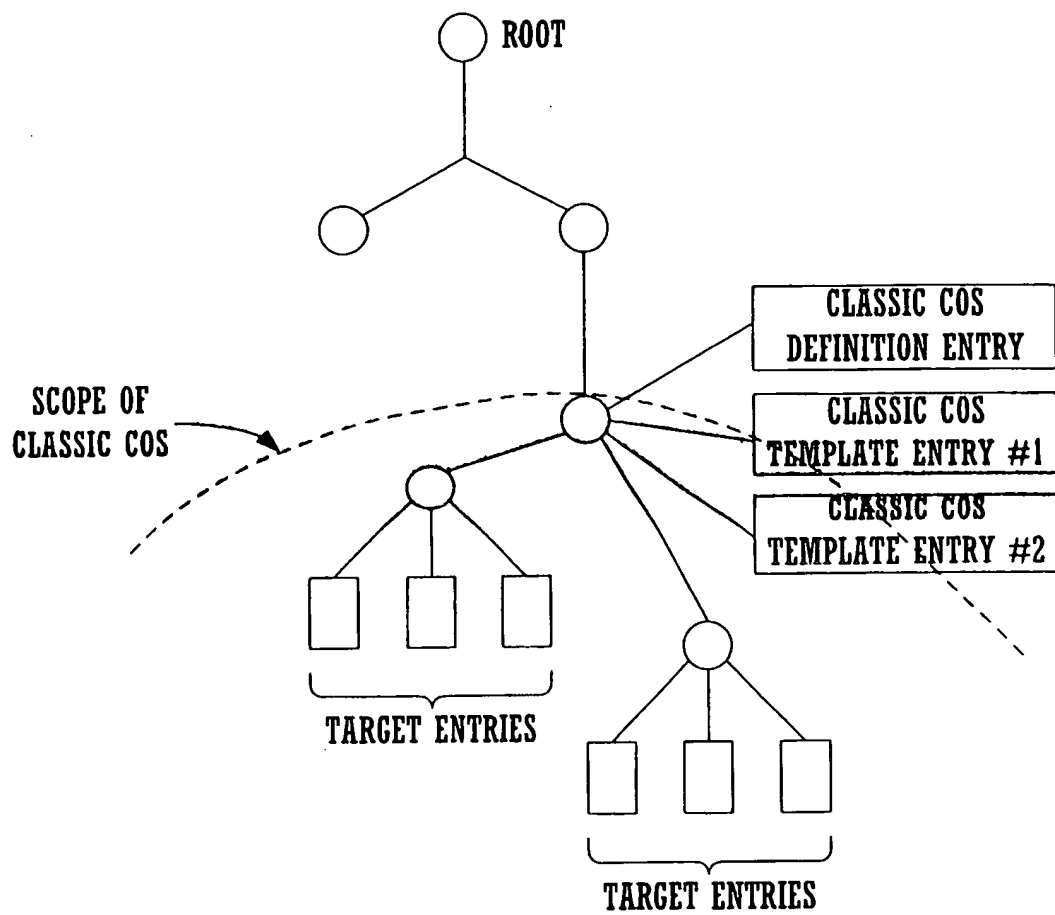 ROOT
CLASSIC COS
DEFINITION ENTRY
SCOPE OF
CLASSIC COS
CLASSIC COS
TEMPLATE ENTRY #1
CLASSIC COS
TEMPLATE ENTRY #2
TARGET ENTRIES
TARGET ENTRIES